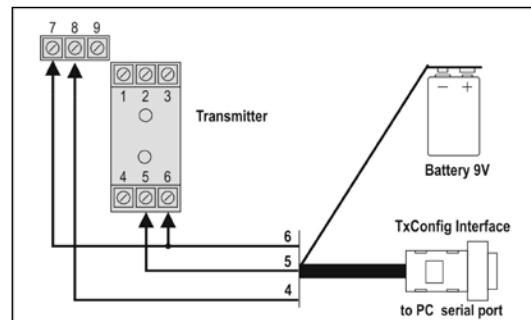 7 8 9
1 2 3
Transmitter
4 5 6
− +
Battery 9V
TxConfig Interface
6
5
4
to PC serial port